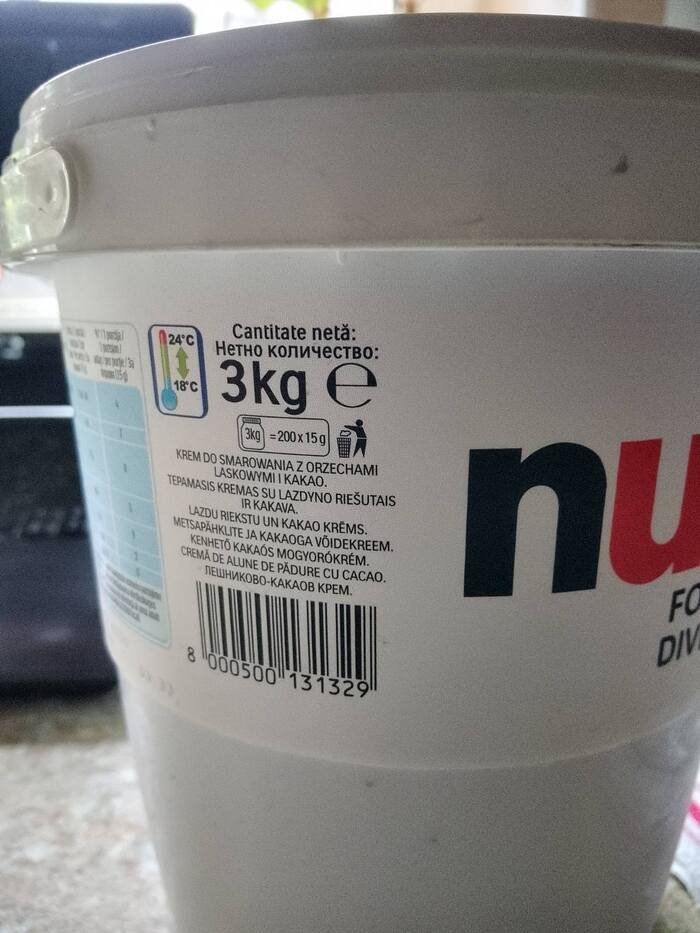 24°C
18°C
Cantitate netă:
Нетно количество:
3kg e
3kg = 200 x 15 g
KREM DO SMAROWANIA Z ORZECHAMI
LASKOWYMI I KAKAO.
TEPAMASIS KREMAS SU LAZDYNO RIEŠUTAIS
IR KAKAVA.
LAZDU RIEKSTU UN KAKAO KRĒMS.
METSAPÄHKLITE JA KAKAOGA VÕIDEKREEM.
KENHETŐ KAKAÓS MOGYORÓKRÉM.
CREMĂ DE ALUNE DE PĂDURE CU CACAO.
ЛЕШНИКОВО-КАКАОВ КРЕМ.
8 000500 131329
nu
FO
DIV